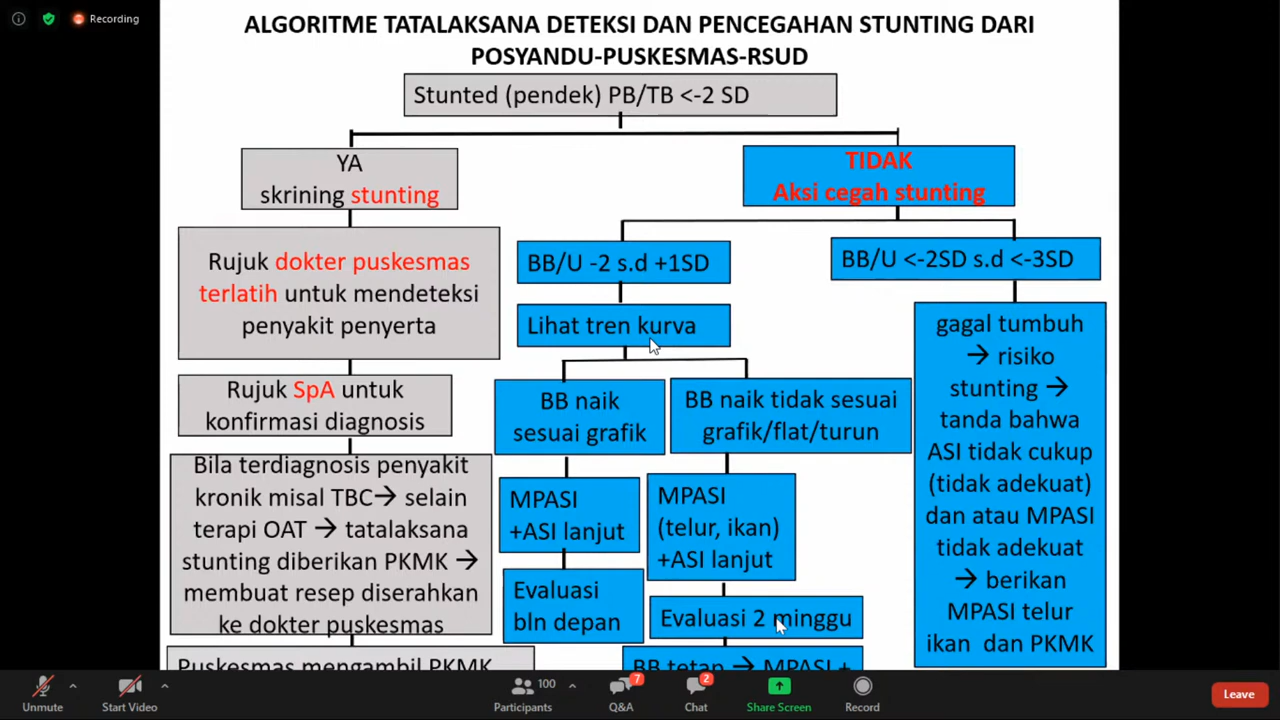 Recording
ALGORITME TATALAKSANA DETEKSI DAN PENCEGAHAN STUNTING DARI
POSYANDU-PUSKESMAS-RSUD
Stunted (pendek) PB/TB <-2 SD
YA
skrining stunting
Rujuk dokter puskesmas
terlatih untuk mendeteksi
penyakit penyerta
Rujuk SpA untuk
konfirmasi diagnosis
Bila terdiagnosis penyakit
kronik misal TBC→ selain
terapi OAT → tatalaksana
stunting diberikan PKMK →
membuat resep diserahkan
ke dokter puskesmas
Puskesmas mengambil PKMK
TIDAK
Aksi cegah stunting
BB/U -2 s.d +1SD
Lihat tren kurva
BB naik
sesuai grafik
MPASI
+ASI lanjut
Evaluasi
bln depan
BB naik tidak sesuai
grafik/flat/turun
MPASI
(telur, ikan)
+ASI lanjut
Evaluasi 2 minggu
BB tetap → MPASI +
BB/U <-2SD s.d <-3SD
gagal tumbuh
→ risiko
stunting →
tanda bahwa
ASI tidak cukup
(tidak adekuat)
dan atau MPASI
tidak adekuat
→ berikan
MPASI telur
ikan dan PKMK
Unmute
Start Video
100
Participants
7
Q&A
2
Chat
Share Screen
Record
Leave